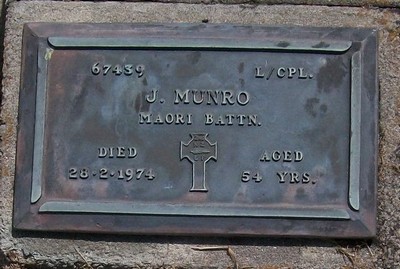 67439 L/CPL.
J. MUNRO
MAORI BATTN.
DIED AGED
28-2-1974 54 YRS.